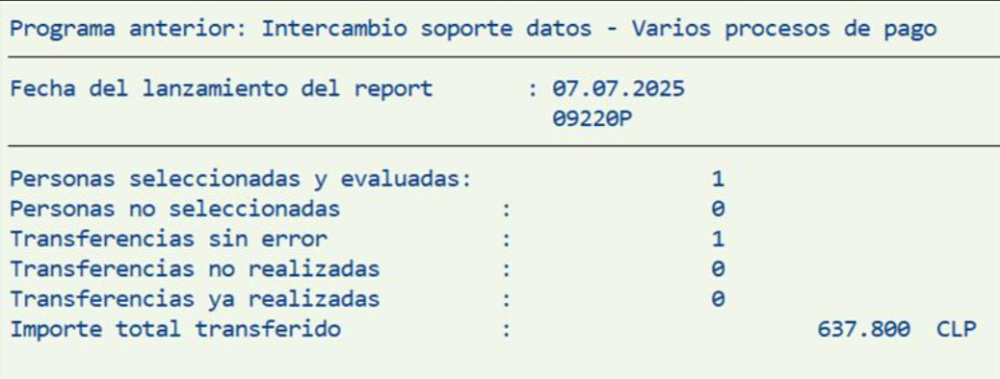 Programa anterior: Intercambio soporte datos - Varios procesos de pago
Fecha del lanzamiento del report : 07.07.2025
09220P
Personas seleccionadas y evaluadas: 1
Personas no seleccionadas : 0
Transferencias sin error : 1
Transferencias no realizadas : 0
Transferencias ya realizadas : 0
Importe total transferido : 637.800 CLP